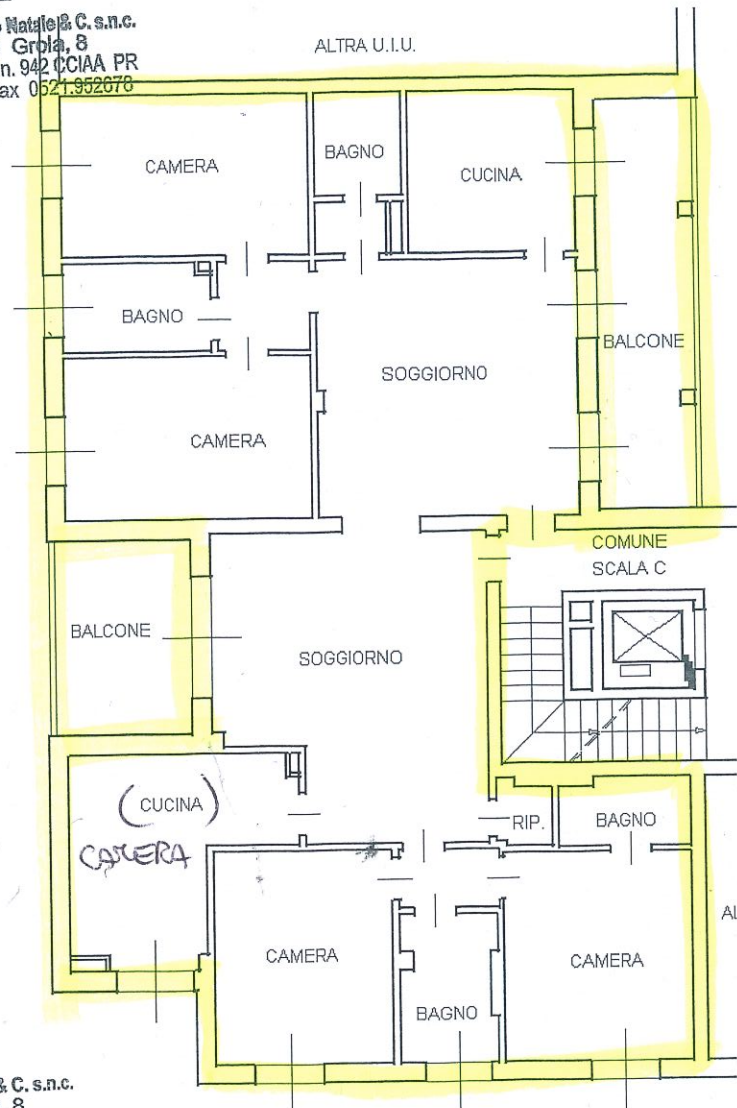 Natale & C. s.n.c.
Grola, 8
n. 942 CCIAA PR
ax 0521.952678
ALTRA U.I.U.
CAMERA
BAGNO
CUCINA
BAGNO
SOGGIORNO
BALCONE
CAMERA
COMUNE
SCALA C
BALCONE
SOGGIORNO
(CUCINA)
CAMERA
RIP.
BAGNO
AL
CAMERA
CAMERA
BAGNO
& C. s.n.c.
8